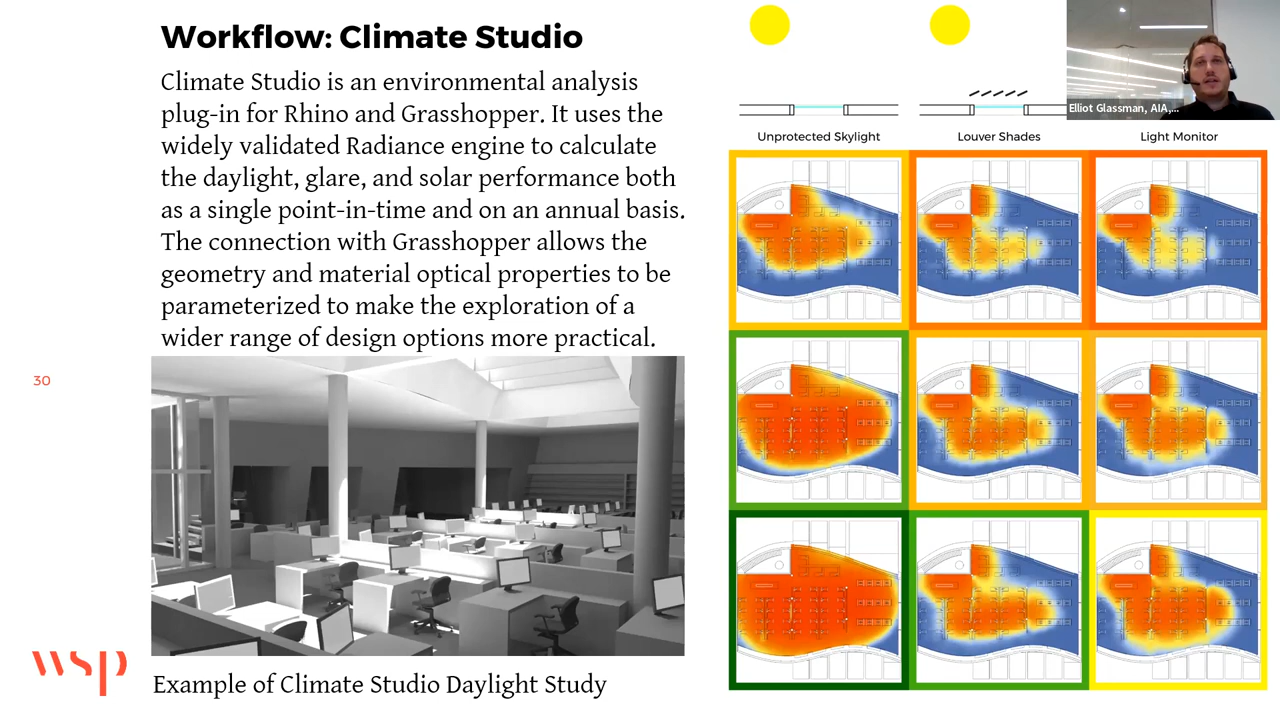 Workflow: Climate Studio
Climate Studio is an environmental analysis
plug-in for Rhino and Grasshopper. It uses the
widely validated Radiance engine to calculate
the daylight, glare, and solar performance both
as a single point-in-time and on an annual basis.
The connection with Grasshopper allows the
geometry and material optical properties to be
parameterized to make the exploration of a
wider range of design options more practical.
30
wsp
Example of Climate Studio Daylight Study
Elliot Glassman, AIA,...
Unprotected Skylight
Louver Shades
Light Monitor